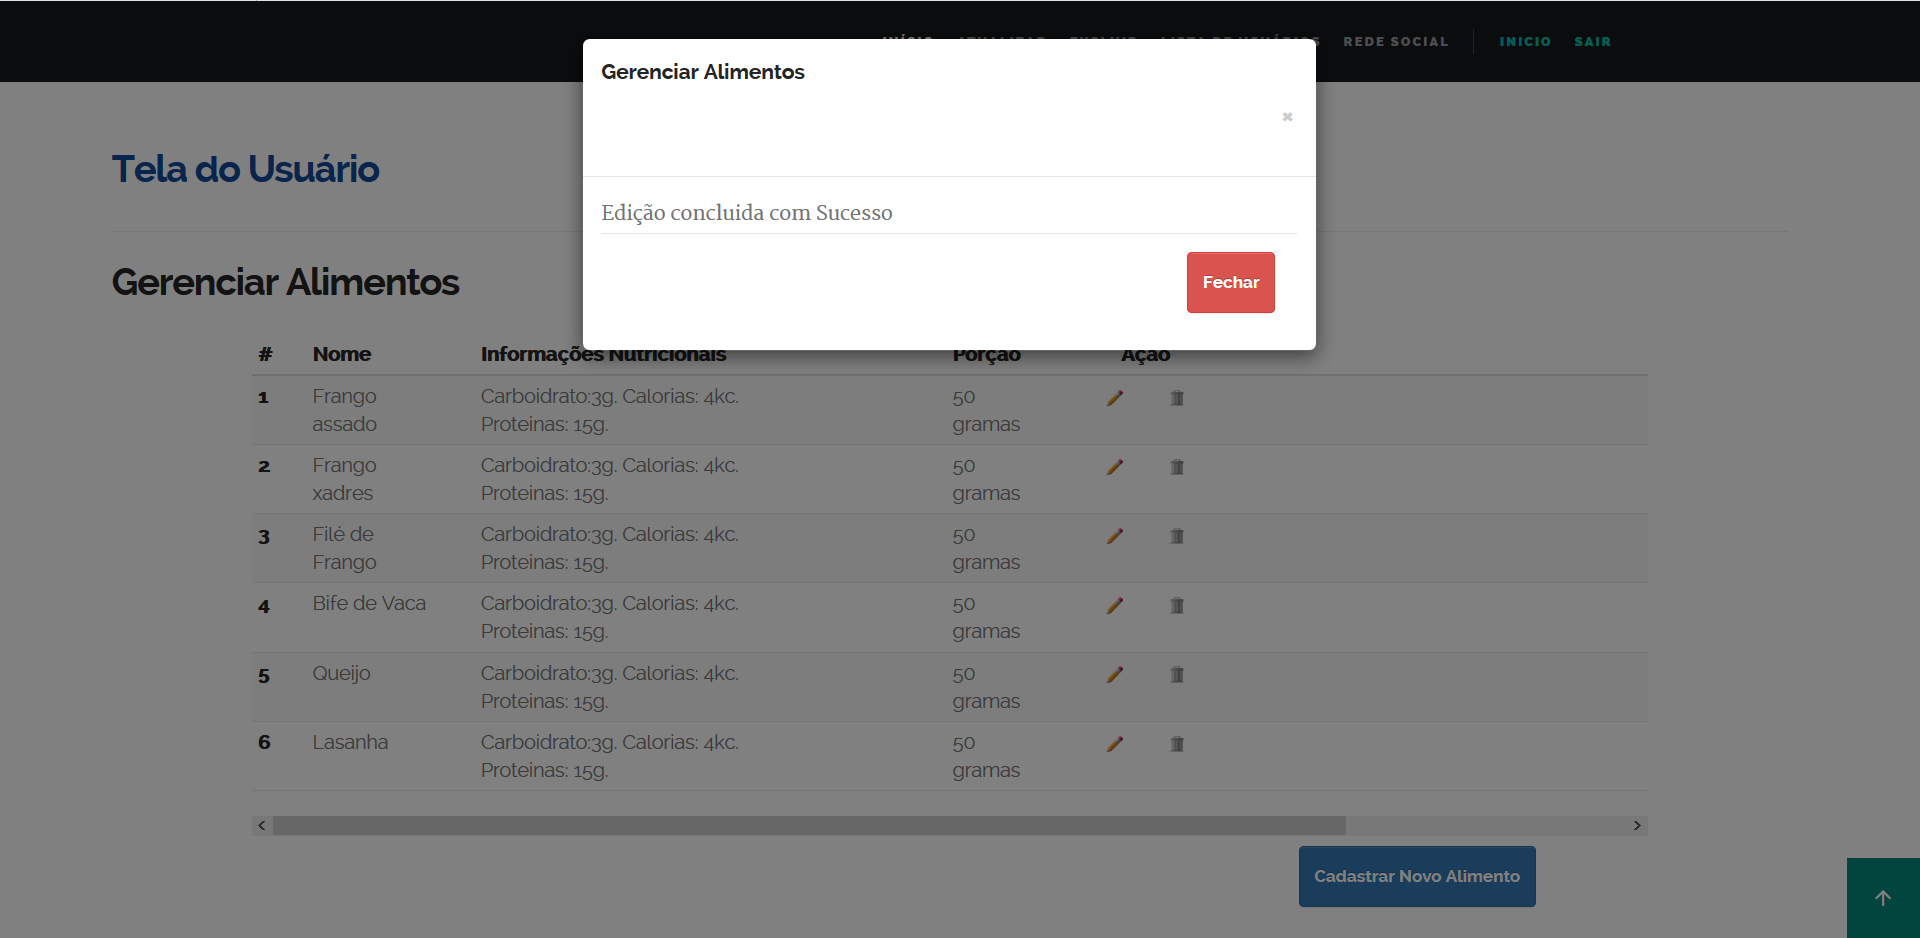 REDE SOCIAL INICIO SAIR
Gerenciar Alimentos
Edição concluida com Sucesso
Fechar
Tela do Usuário
Gerenciar Alimentos
# Nome Informações Nutricionais Porção Ação
1 Frango assado Carboidrato:3g. Calorias: 4kc. Proteinas: 15g. 50 gramas
2 Frango xadres Carboidrato:3g. Calorias: 4kc. Proteinas: 15g. 50 gramas
3 Filé de Frango Carboidrato:3g. Calorias: 4kc. Proteinas: 15g. 50 gramas
4 Bife de Vaca Carboidrato:3g. Calorias: 4kc. Proteinas: 15g. 50 gramas
5 Queijo Carboidrato:3g. Calorias: 4kc. Proteinas: 15g. 50 gramas
6 Lasanha Carboidrato:3g. Calorias: 4kc. Proteinas: 15g. 50 gramas
Cadastrar Novo Alimento